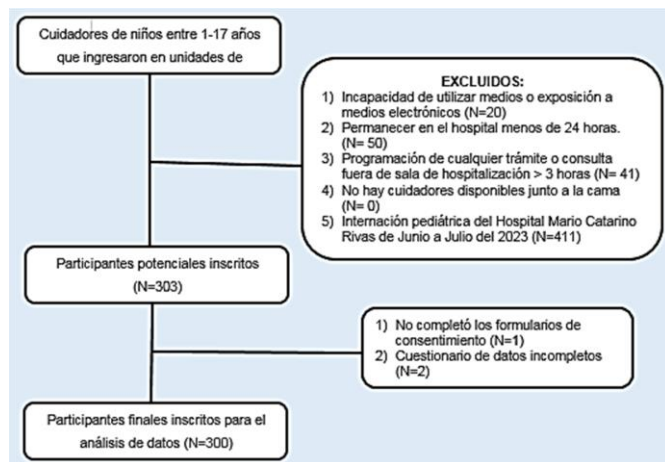 Cuidadores de niños entre 1-17 años
que ingresaron en unidades de
EXCLUIDOS:
1) Incapacidad de utilizar medios o exposición a
medios electrónicos (N=20)
2) Permanecer en el hospital menos de 24 horas.
(N= 50)
3) Programación de cualquier trámite o consulta
fuera de sala de hospitalización > 3 horas (N= 41)
4) No hay cuidadores disponibles junto a la cama
(N= 0)
5) Internación pediátrica del Hospital Mario Catarino
Rivas de Junio a Julio del 2023 (N=411)
Participantes potenciales inscritos
(N=303)
1) No completó los formularios de
consentimiento (N=1)
2) Cuestionario de datos incompletos
(N=2)
Participantes finales inscritos para el
análisis de datos (N=300)